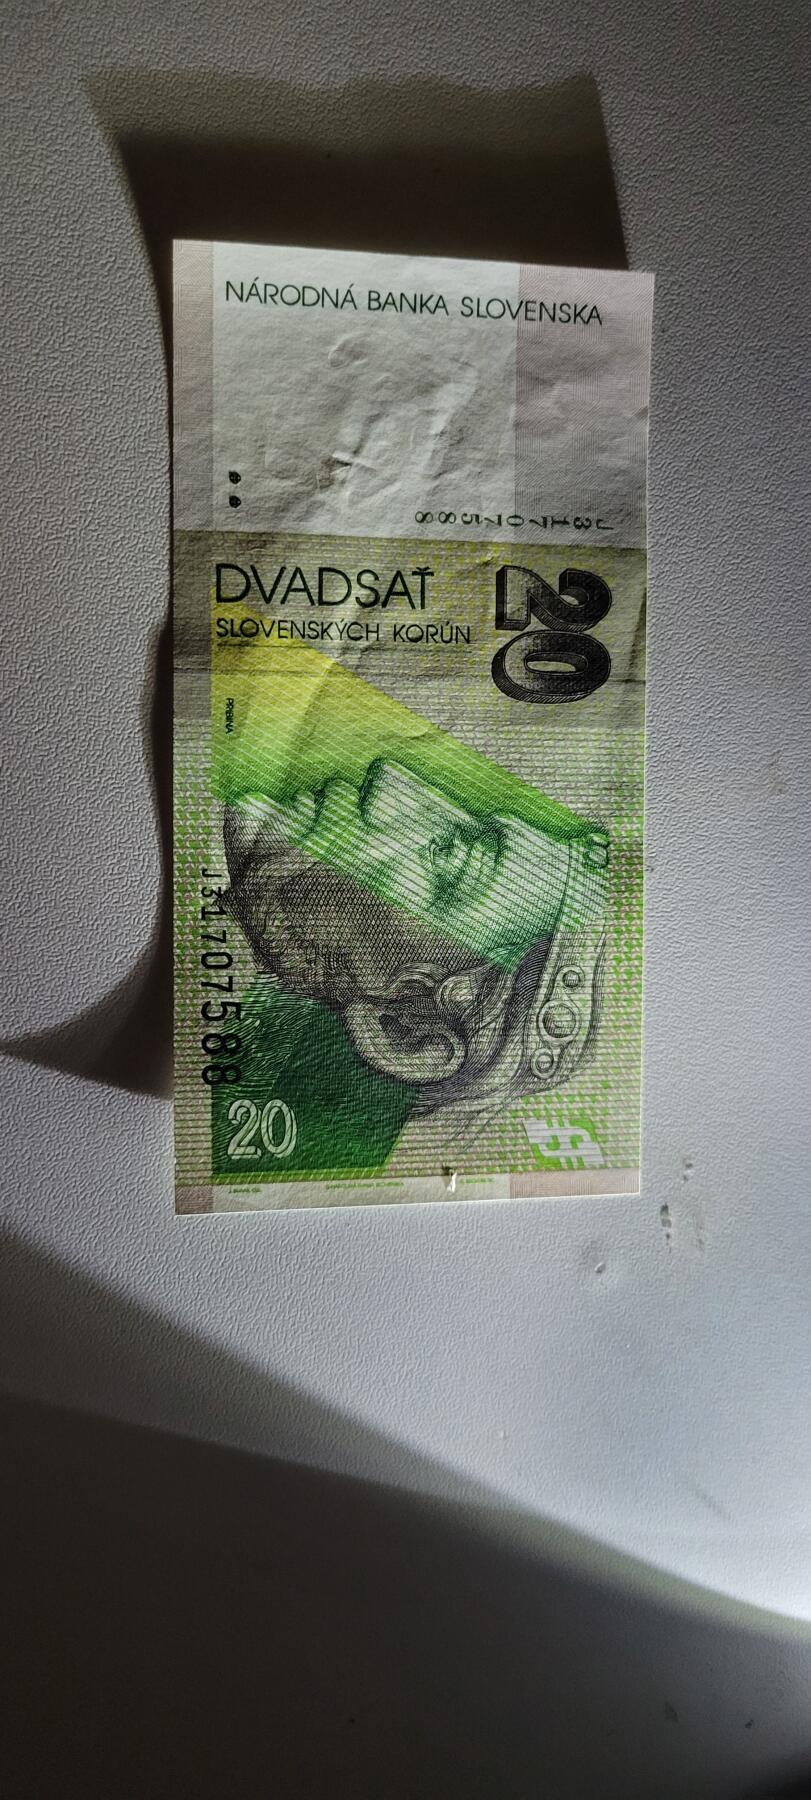 NÁRODNÁ BANKA SLOVENSKA
J31707588
DVADSAŤ
SLOVENSKÝCH KORÚN
20
PRIBINA
J31707588
20